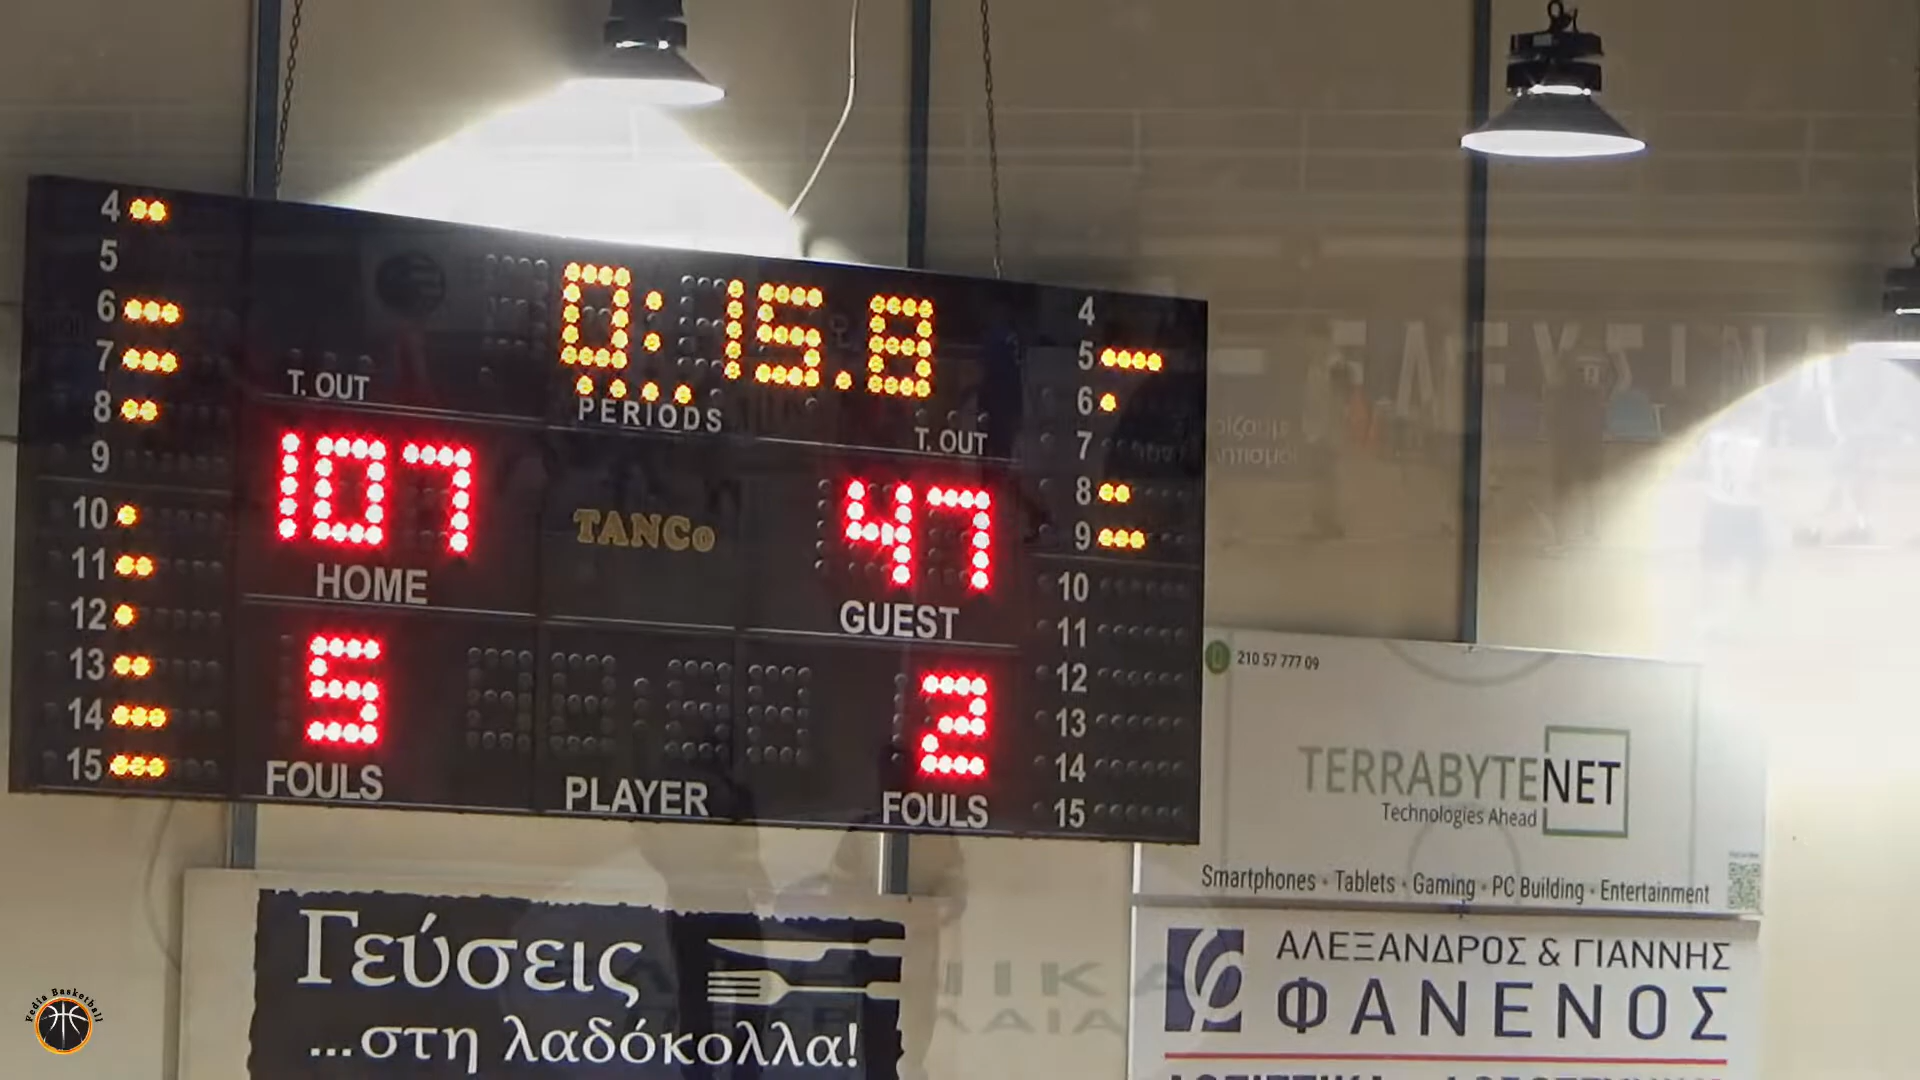 4
5
6
7
8
9
10
11
12
13
14
15
T. OUT
0:15.8
PERIODS
T. OUT
107
HOME
TANCo
47
GUEST
5
FOULS
PLAYER
2
FOULS
4
5
6
7
8
9
10
11
12
13
14
15
210 57 777 09
TERRABYTENET
Technologies Ahead
Smartphones · Tablets · Gaming · PC Building · Entertainment
Γεύσεις
...στη λαδόκολλα!
ΑΛΕΞΑΝΔΡΟΣ & ΓΙΑΝΝΗΣ
ΦΑΝΕΝΟΣ
Fedia Basketball